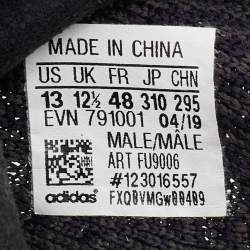 MADE IN CHINA
US UK FR JP CHN
13 12½ 48 310 295
EVN 791001 04/19
MALE/MÂLE
ART FU9006
#123016557
adidas FXQ8VMGw80409